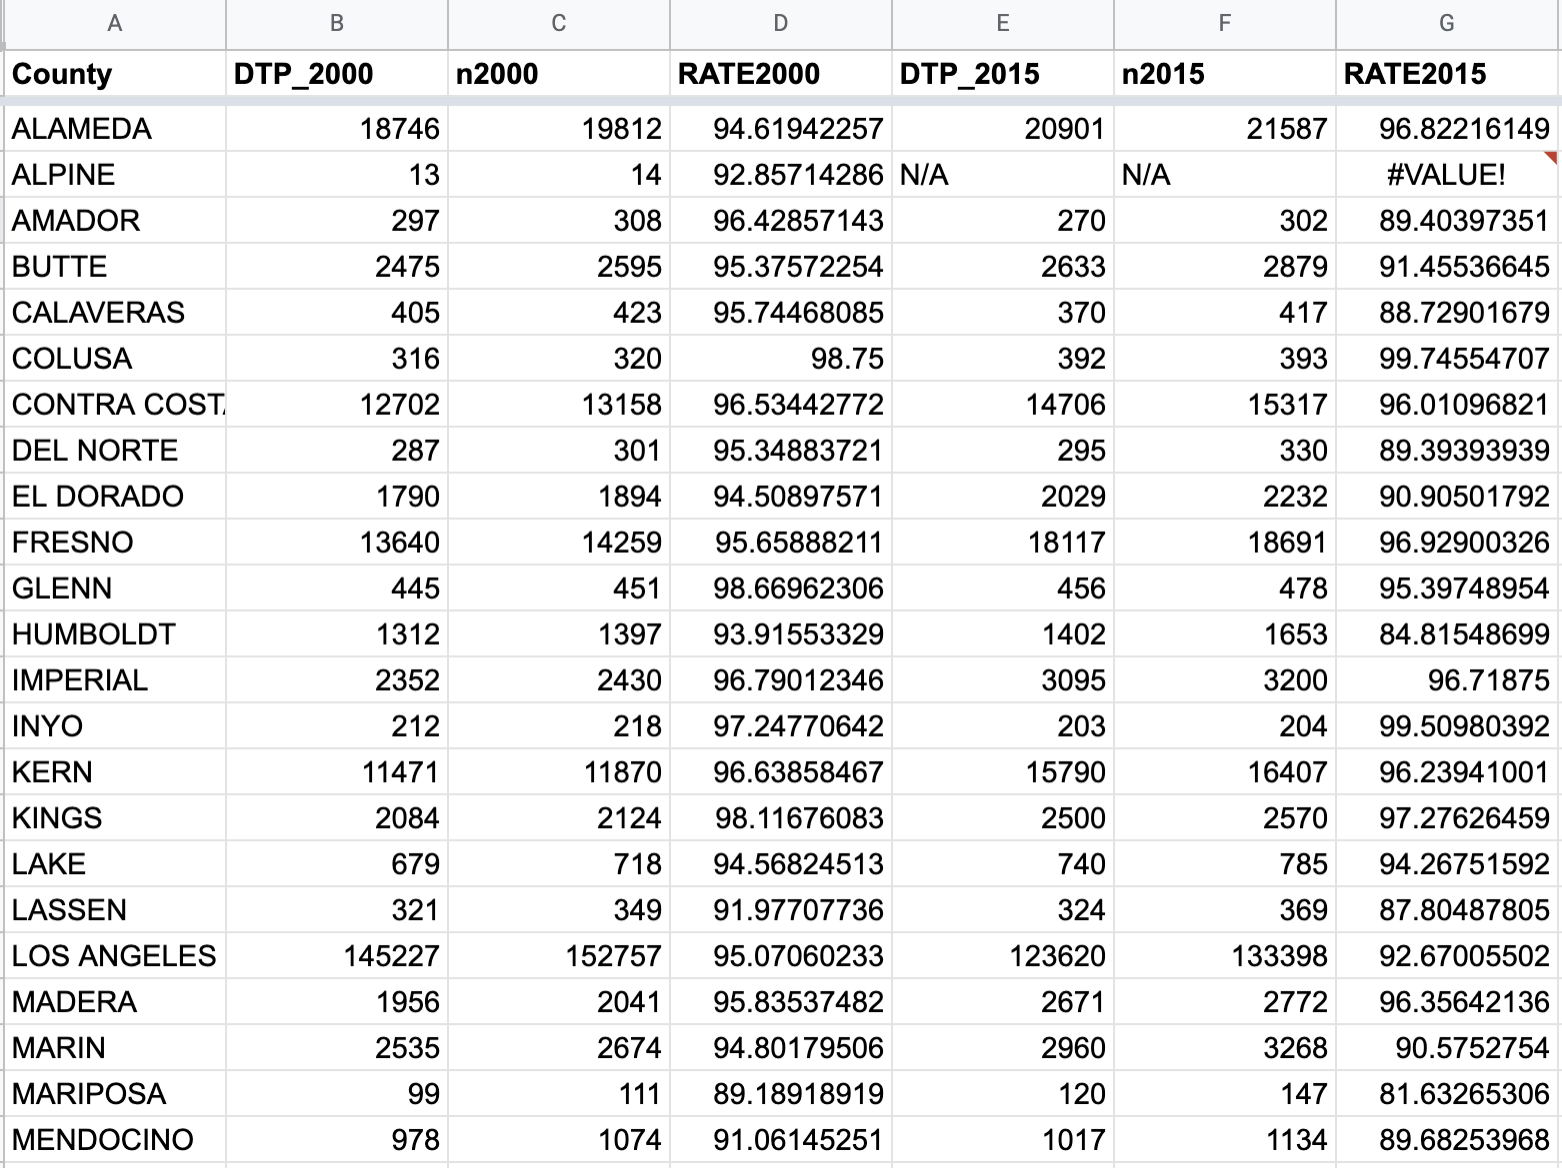 A B C D E F G
County DTP_2000 n2000 RATE2000 DTP_2015 n2015 RATE2015
ALAMEDA 18746 19812 94.61942257 20901 21587 96.82216149
ALPINE 13 14 92.85714286 N/A N/A #VALUE!
AMADOR 297 308 96.42857143 270 302 89.40397351
BUTTE 2475 2595 95.37572254 2633 2879 91.45536645
CALAVERAS 405 423 95.74468085 370 417 88.72901679
COLUSA 316 320 98.75 392 393 99.74554707
CONTRA COST 12702 13158 96.53442772 14706 15317 96.01096821
DEL NORTE 287 301 95.34883721 295 330 89.39393939
EL DORADO 1790 1894 94.50897571 2029 2232 90.90501792
FRESNO 13640 14259 95.65888211 18117 18691 96.92900326
GLENN 445 451 98.66962306 456 478 95.39748954
HUMBOLDT 1312 1397 93.91553329 1402 1653 84.81548699
IMPERIAL 2352 2430 96.79012346 3095 3200 96.71875
INYO 212 218 97.24770642 203 204 99.50980392
KERN 11471 11870 96.63858467 15790 16407 96.23941001
KINGS 2084 2124 98.11676083 2500 2570 97.27626459
LAKE 679 718 94.56824513 740 785 94.26751592
LASSEN 321 349 91.97707736 324 369 87.80487805
LOS ANGELES 145227 152757 95.07060233 123620 133398 92.67005502
MADERA 1956 2041 95.83537482 2671 2772 96.35642136
MARIN 2535 2674 94.80179506 2960 3268 90.5752754
MARIPOSA 99 111 89.18918919 120 147 81.63265306
MENDOCINO 978 1074 91.06145251 1017 1134 89.68253968